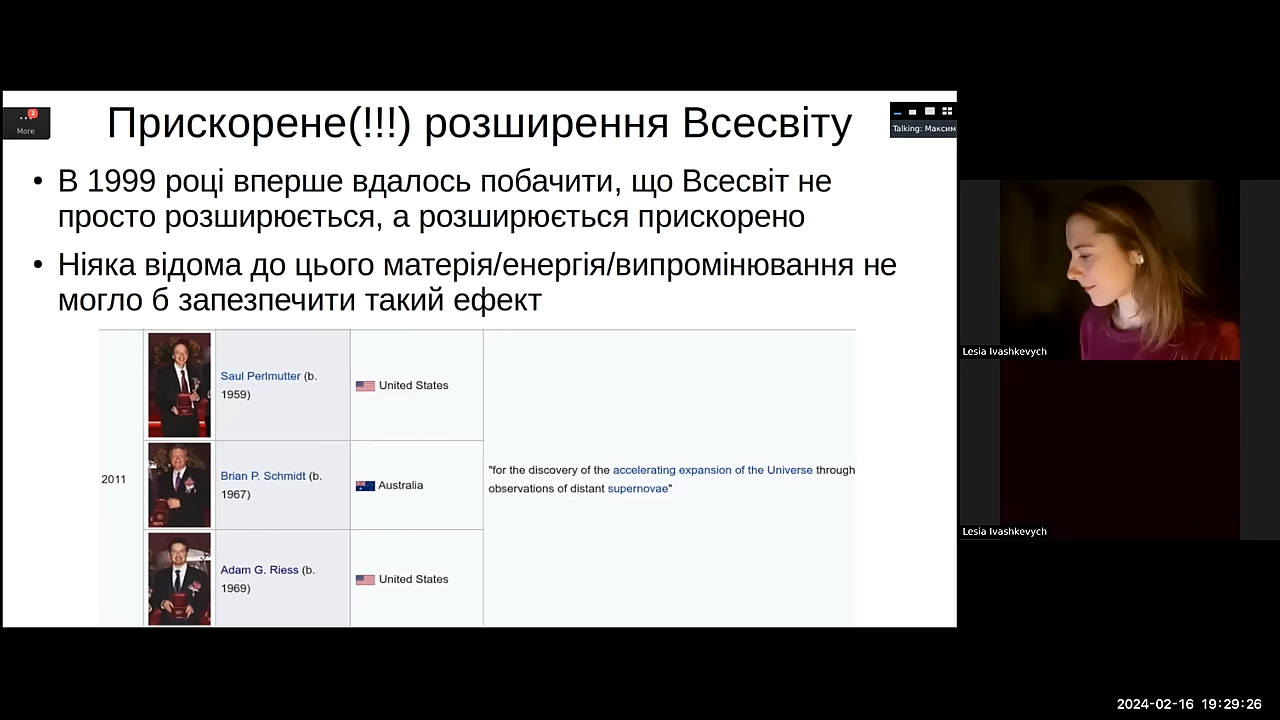 Прискорене(!!!) розширення Всесвіту
2
More
Talking: Максим
• В 1999 році вперше вдалось побачити, що Всесвіт не
просто розширюється, а розширюється прискорено
• Ніяка відома до цього матерія/енергія/випромінювання не
могло б запезпечити такий ефект
2011
Saul Perlmutter (b.
1959)
United States
Brian P. Schmidt (b.
1967)
Australia
Adam G. Riess (b.
1969)
United States
"for the discovery of the accelerating expansion of the Universe through
observations of distant supernovae"
Lesia Ivashkevych
Lesia Ivashkevych
2024-02-16 19:29:26